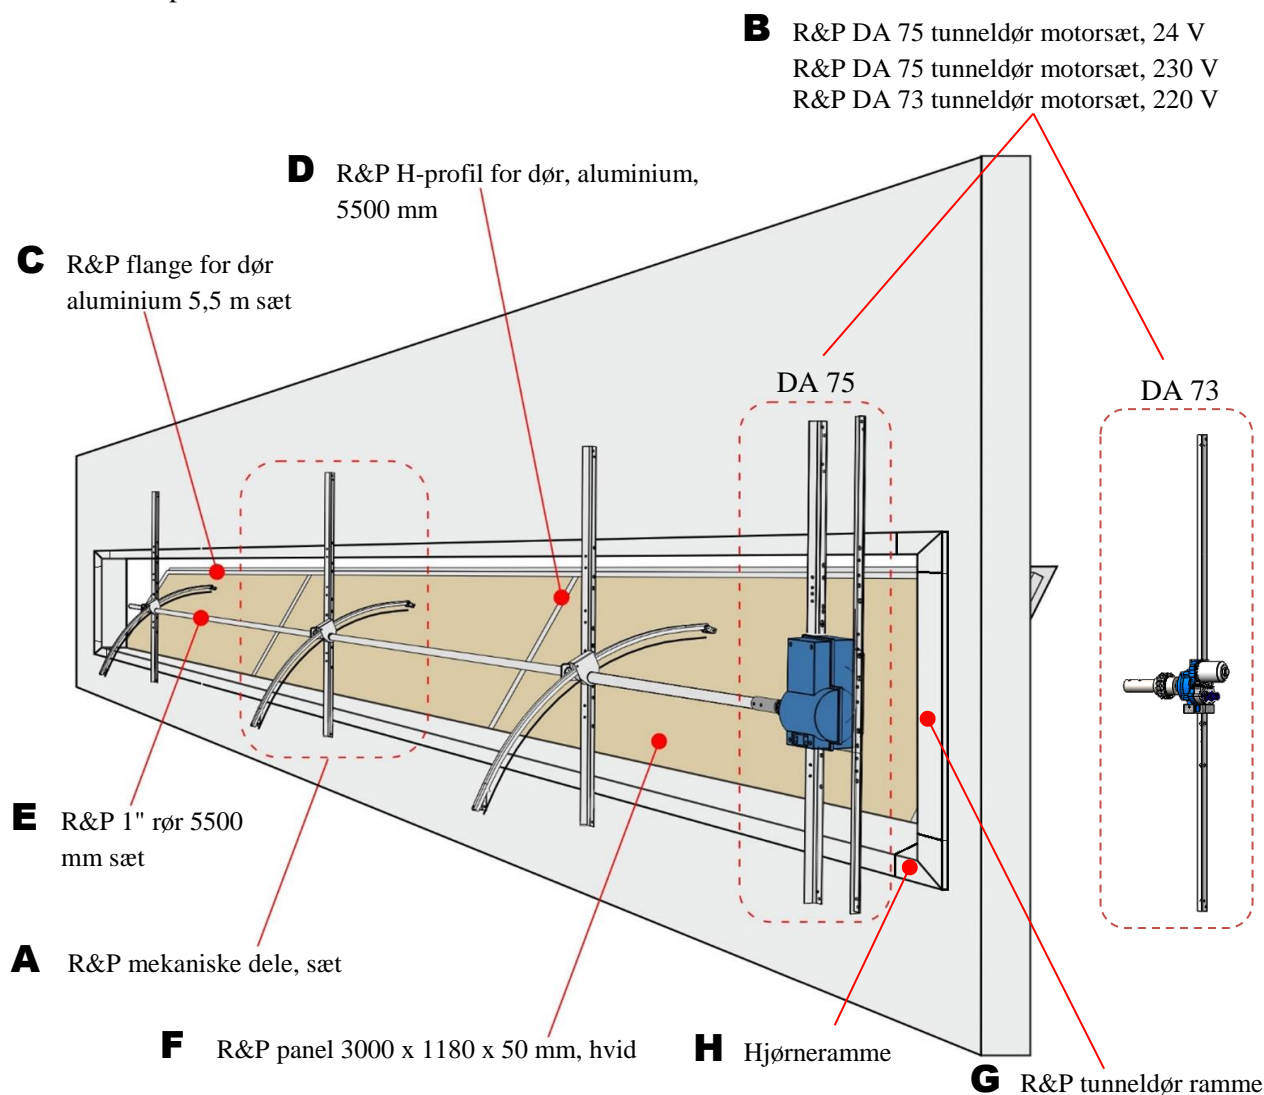 B R&P DA 75 tunneldør motorsæt, 24 V
R&P DA 75 tunneldør motorsæt, 230 V
R&P DA 73 tunneldør motorsæt, 220 V
D R&P H-profil for dør, aluminium,
5500 mm
C R&P flange for dør
aluminium 5,5 m sæt
DA 75
DA 73
E R&P 1" rør 5500
mm sæt
A R&P mekaniske dele, sæt
F R&P panel 3000 x 1180 x 50 mm, hvid
H Hjørneramme
G R&P tunneldør ramme